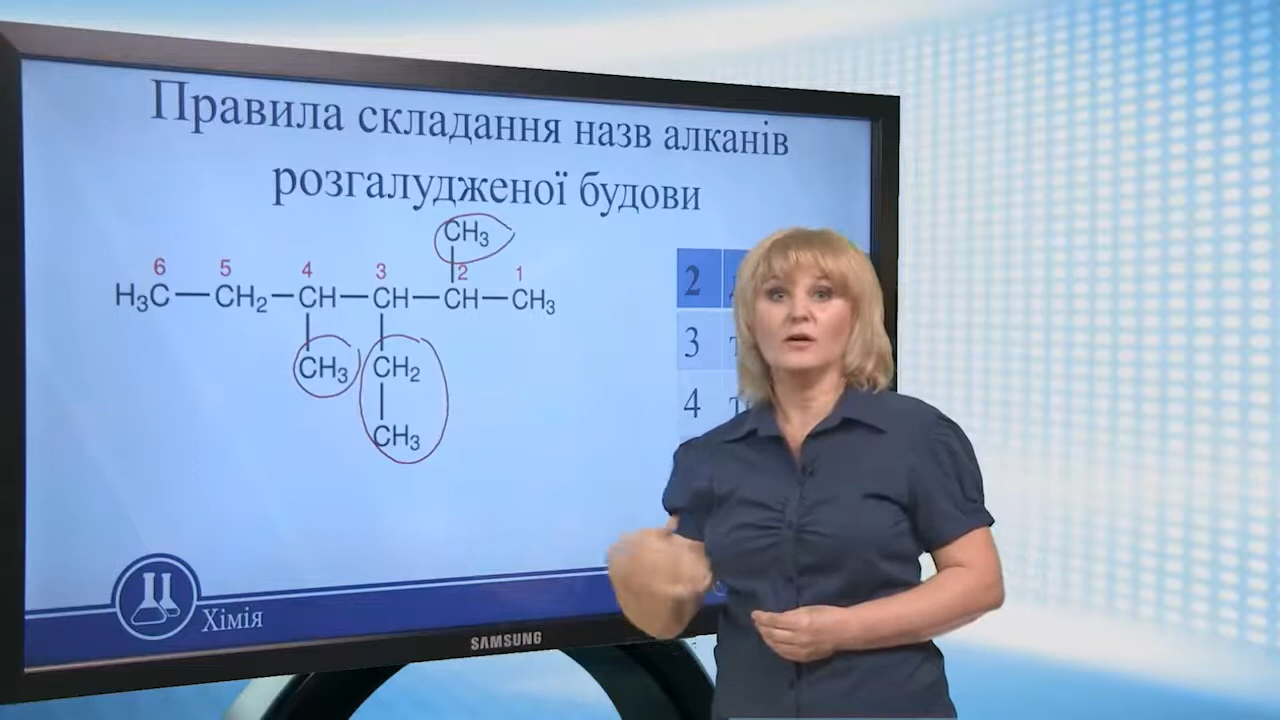 Правила складання назв алканів
розгалудженої будови
CH₃
6 5 4 3 2 1
H₃C—CH₂—CH—CH—CH—CH₃
CH₃ CH₂
CH₃
2
3
4
Хімія
SAMSUNG